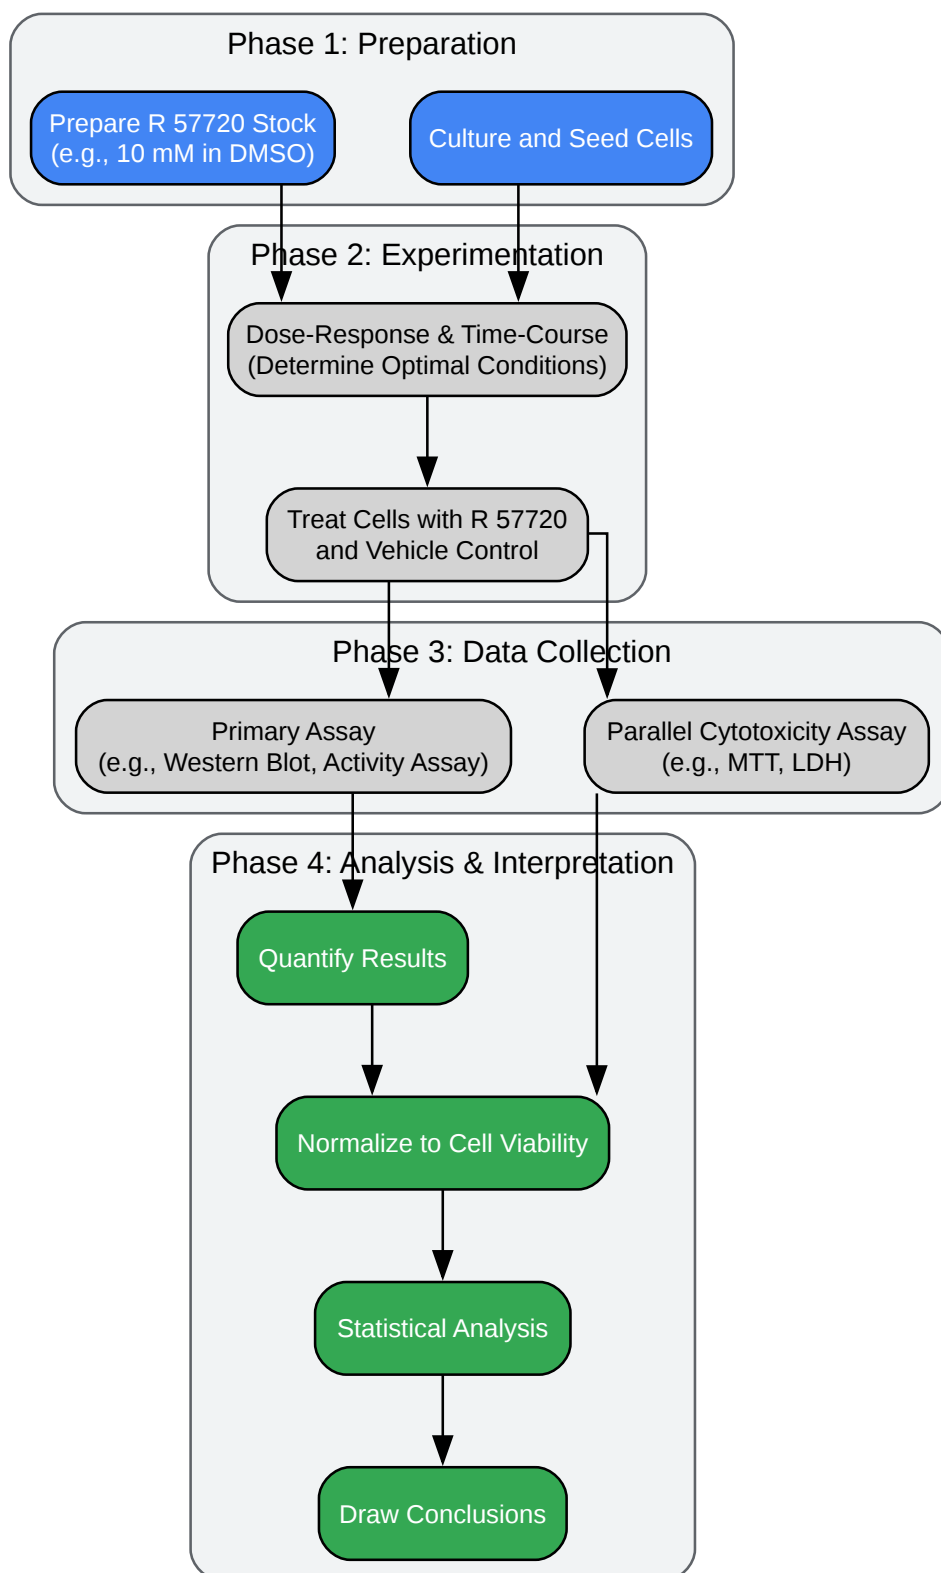 Phase 1: Preparation
Prepare R 57720 Stock
(e.g., 10 mM in DMSO)
Culture and Seed Cells
Phase 2: Experimentation
Dose-Response & Time-Course
(Determine Optimal Conditions)
Treat Cells with R 57720
and Vehicle Control
Phase 3: Data Collection
Primary Assay
(e.g., Western Blot, Activity Assay)
Parallel Cytotoxicity Assay
(e.g., MTT, LDH)
Phase 4: Analysis & Interpretation
Quantify Results
Normalize to Cell Viability
Statistical Analysis
Draw Conclusions